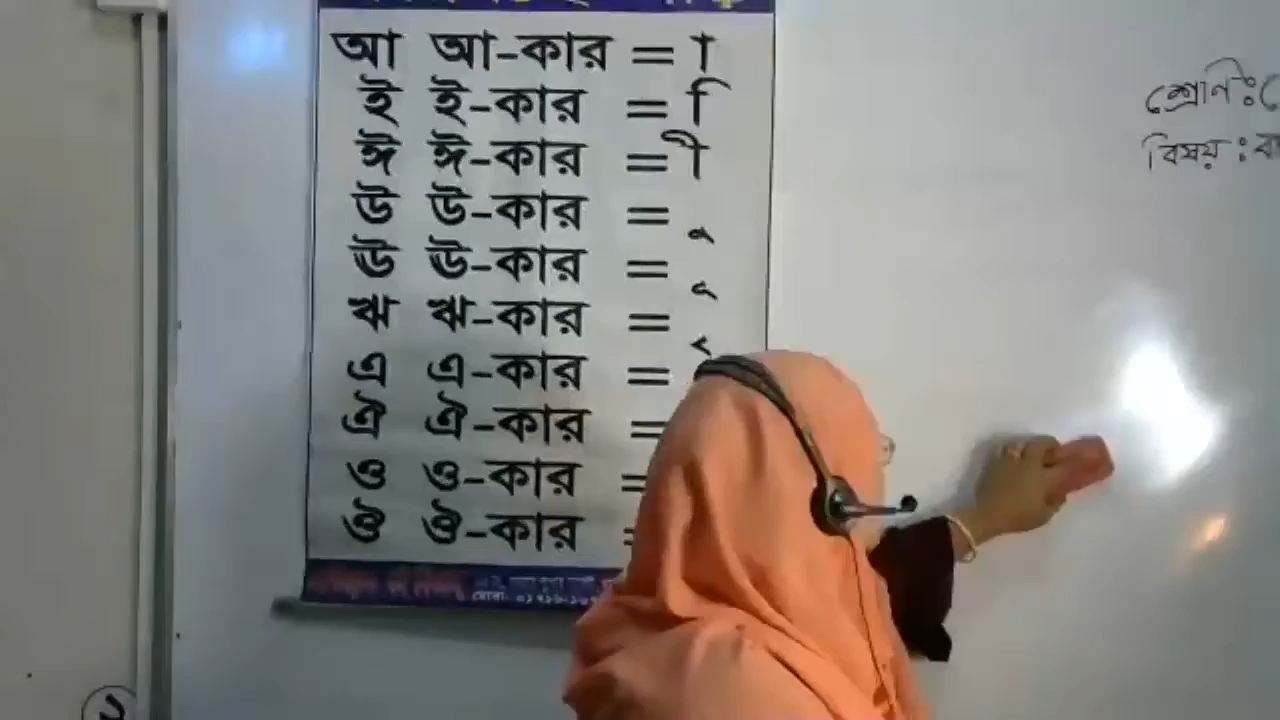 আ আ-কার = া
ই ই-কার = ি
ঈ ঈ-কার = ী
উ উ-কার = ু
ঊ ঊ-কার = ূ
ঋ ঋ-কার = ৃ
এ এ-কার =
ঐ ঐ-কার =
ও ও-কার =
ঔ ঔ-কার =
শ্রেণি:
বিষয়: